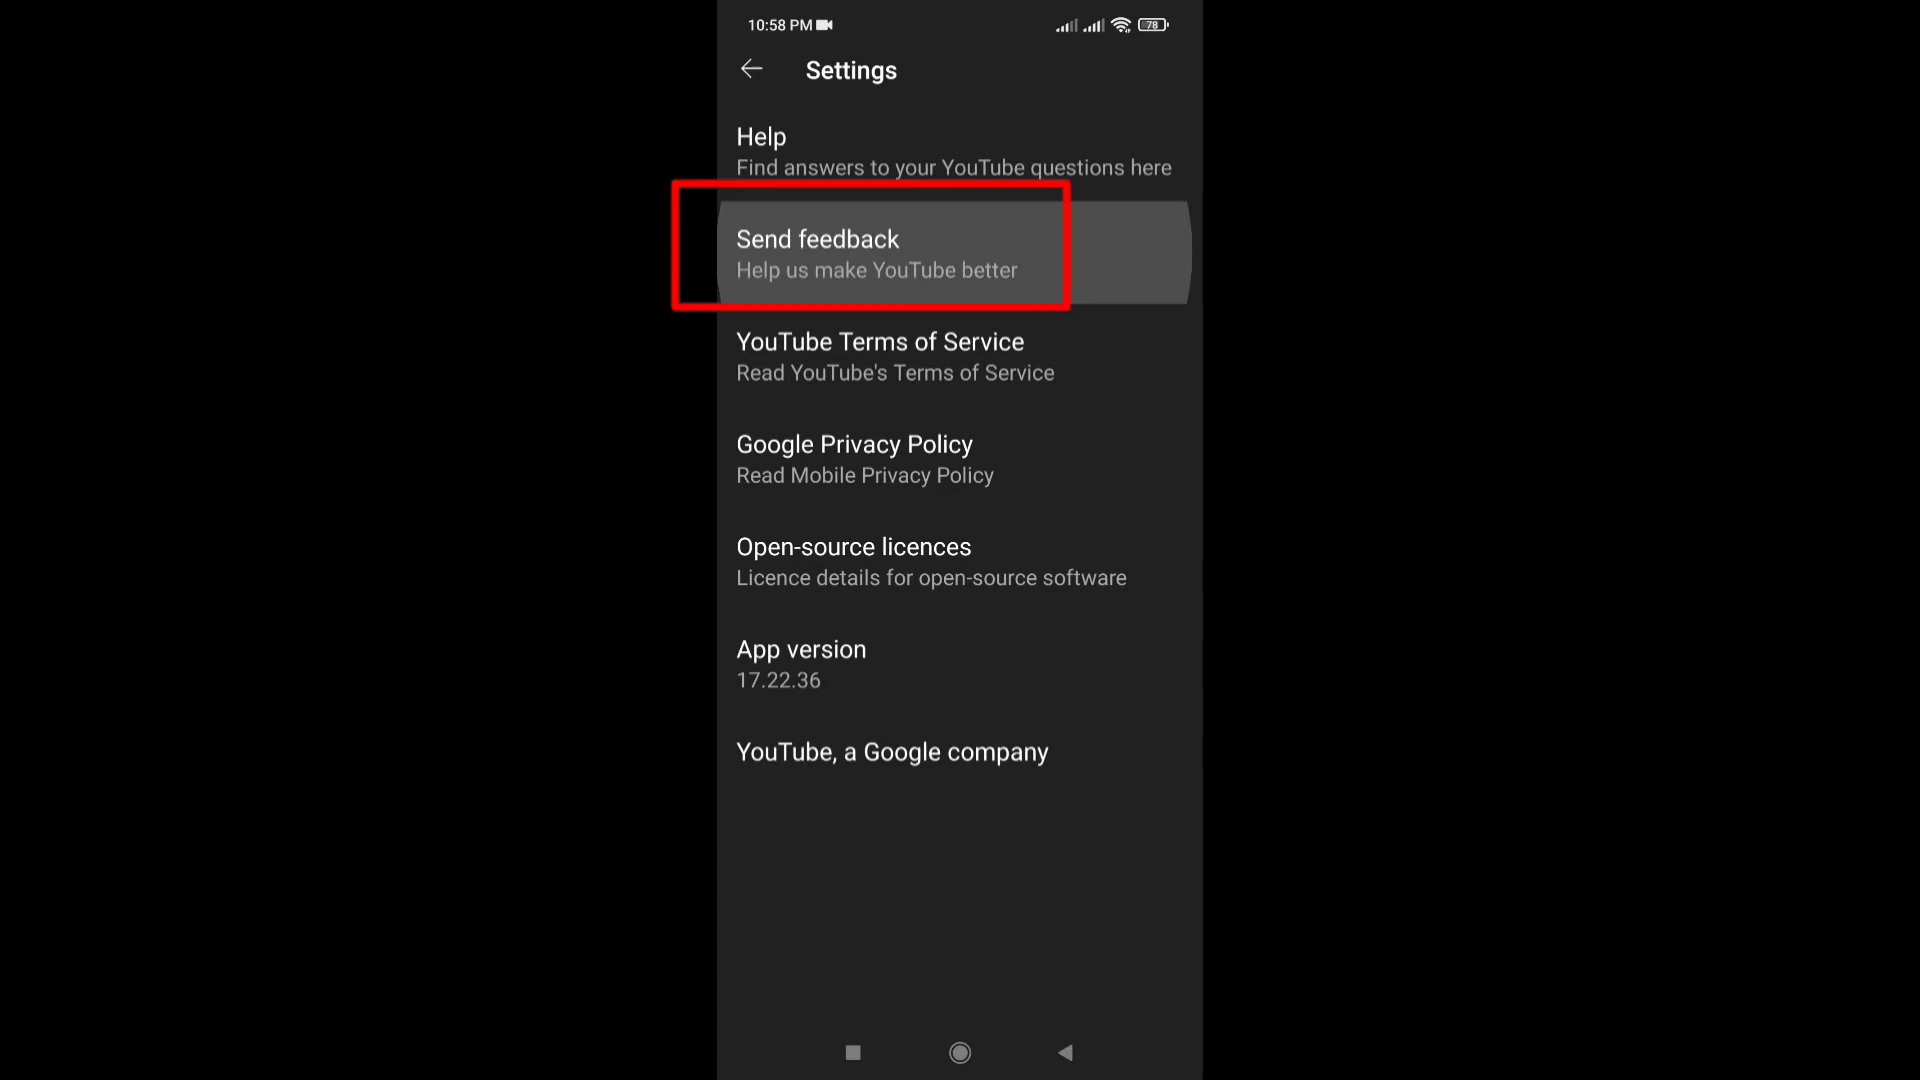 10:58 PM
78
Settings
Help
Find answers to your YouTube questions here
Send feedback
Help us make YouTube better
YouTube Terms of Service
Read YouTube's Terms of Service
Google Privacy Policy
Read Mobile Privacy Policy
Open-source licences
Licence details for open-source software
App version
17.22.36
YouTube, a Google company